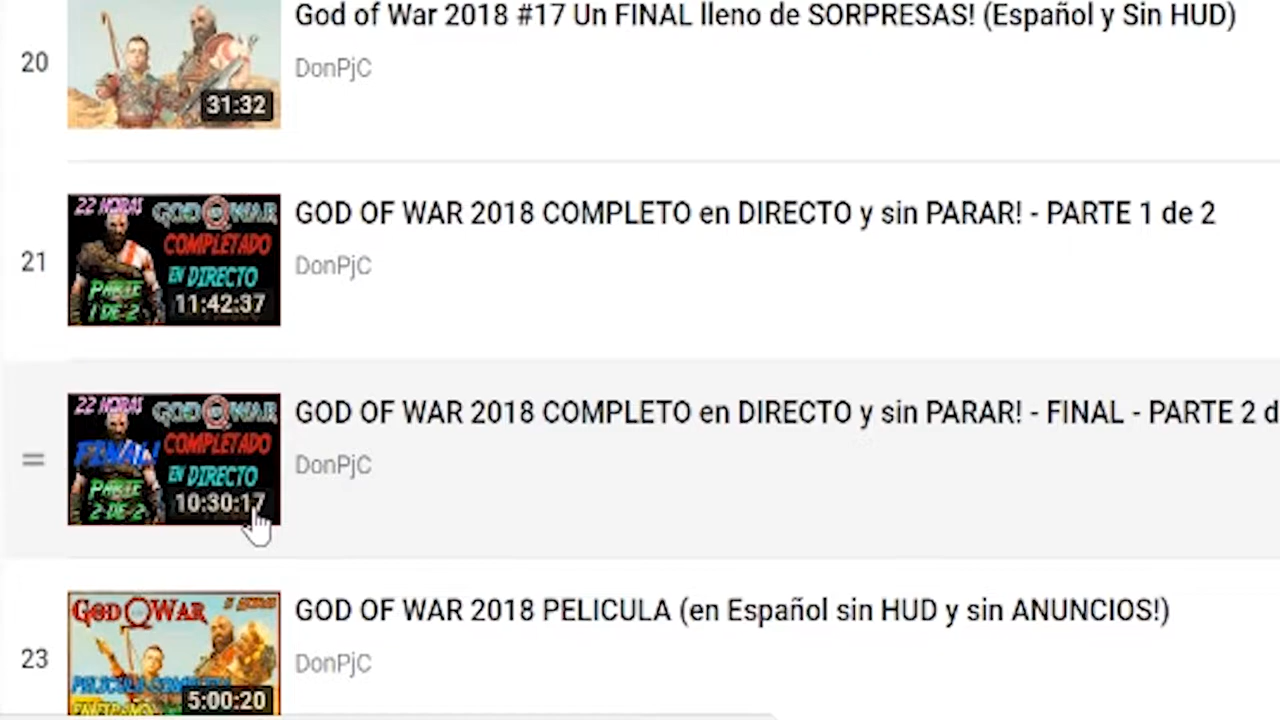 20
God of War 2018 #17 Un FINAL lleno de SORPRESAS! (Español y Sin HUD)
DonPjC
31:32
21
22 HORAS GOD OF WAR
COMPLETADO
EN DIRECTO
PARTE
1 DE 2
11:42:37
GOD OF WAR 2018 COMPLETO en DIRECTO y sin PARAR! - PARTE 1 de 2
DonPjC
22 HORAS GOD OF WAR
FINAL! COMPLETADO
EN DIRECTO
PARTE
2 DE 2
10:30:17
GOD OF WAR 2018 COMPLETO en DIRECTO y sin PARAR! - FINAL - PARTE 2 d
DonPjC
23
GOD OF WAR
PELICULA COMPLETA
5:00:20
GOD OF WAR 2018 PELICULA (en Español sin HUD y sin ANUNCIOS!)
DonPjC